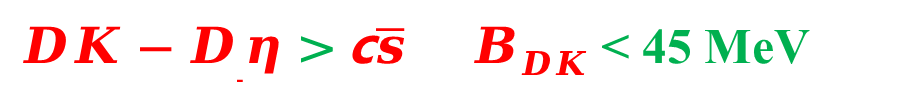 DK − Dη > cs̅ B_DK < 45 MeV